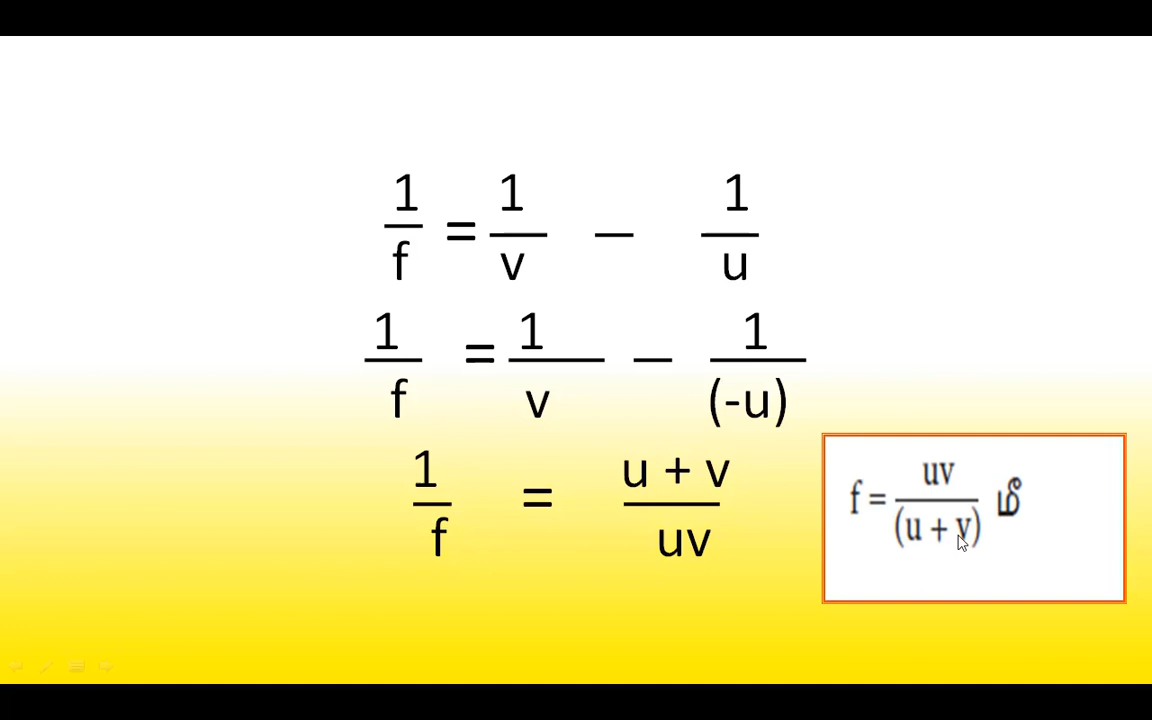 1/f = 1/v – 1/u
1/f = 1/v – 1/(-u)
1/f = u + v/uv
f = uv/(u + v) மீ